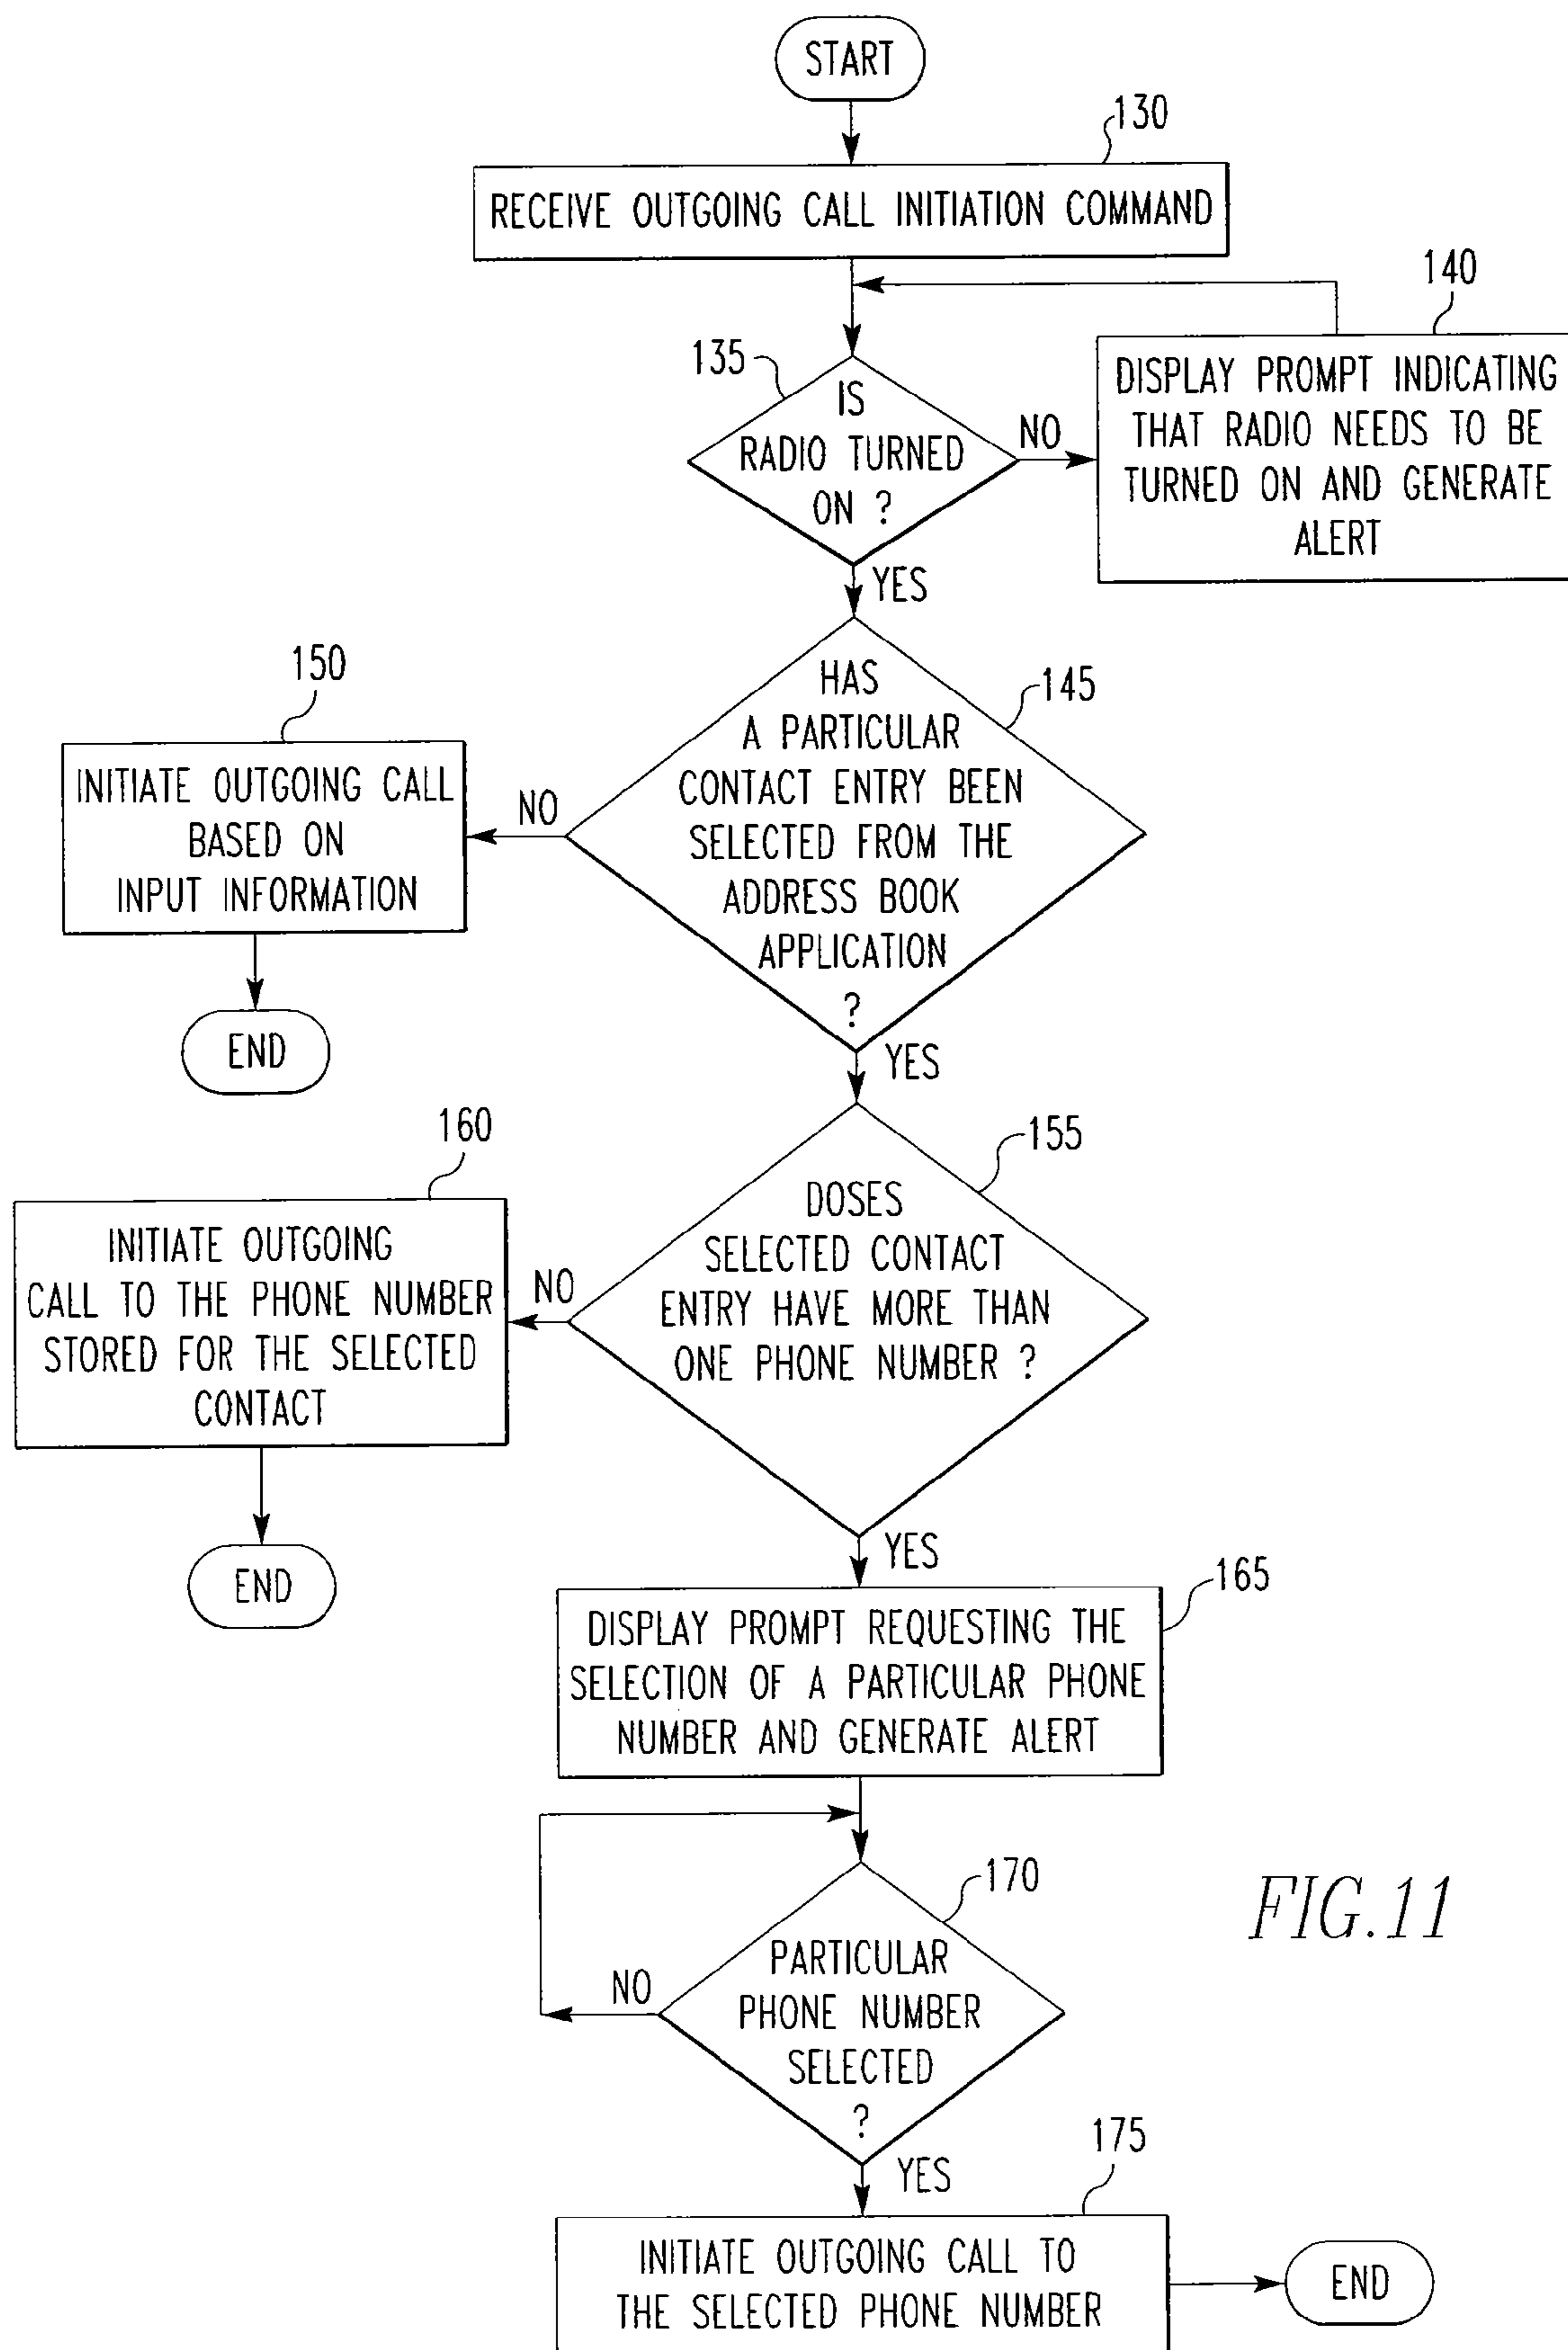 START
130
RECEIVE OUTGOING CALL INITIATION COMMAND
140
135
IS
RADIO TURNED
ON ?
NO
DISPLAY PROMPT INDICATING
THAT RADIO NEEDS TO BE
TURNED ON AND GENERATE
ALERT
YES
150
145
HAS
A PARTICULAR
CONTACT ENTRY BEEN
SELECTED FROM THE
ADDRESS BOOK
APPLICATION
?
NO
INITIATE OUTGOING CALL
BASED ON
INPUT INFORMATION
END
YES
160
155
DOSES
SELECTED CONTACT
ENTRY HAVE MORE THAN
ONE PHONE NUMBER ?
NO
INITIATE OUTGOING
CALL TO THE PHONE NUMBER
STORED FOR THE SELECTED
CONTACT
END
YES
165
DISPLAY PROMPT REQUESTING THE
SELECTION OF A PARTICULAR PHONE
NUMBER AND GENERATE ALERT
170
PARTICULAR
PHONE NUMBER
SELECTED
?
NO
FIG.11
YES
175
INITIATE OUTGOING CALL TO
THE SELECTED PHONE NUMBER
END